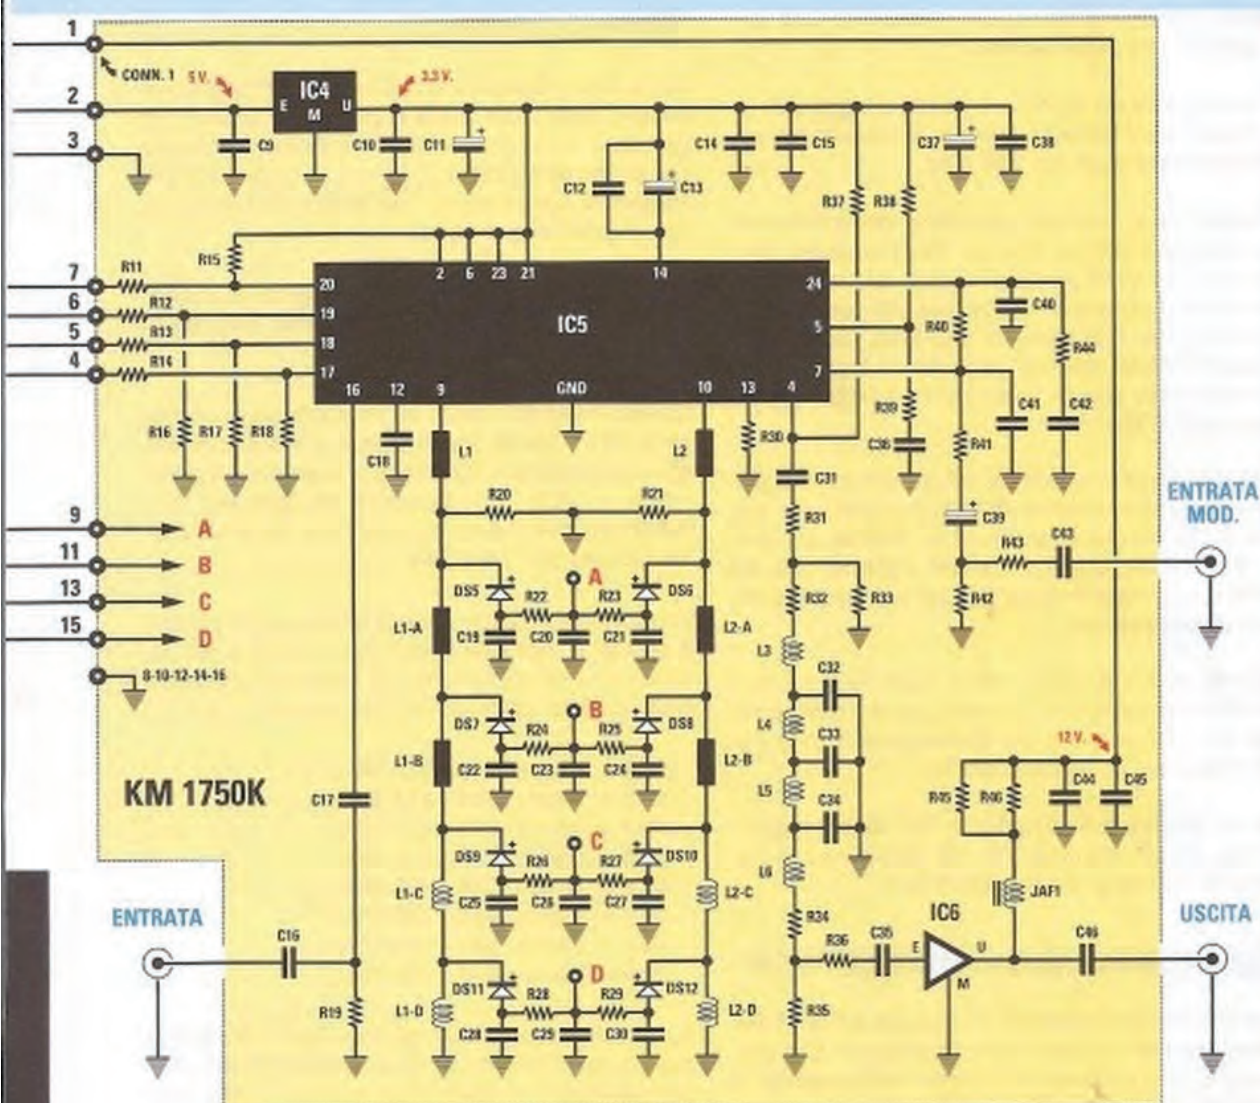 1
CONN. 1
5 V.
IC4
3.3 V.
2
E
U
M
C9
C10
C11
C14
C15
C37
C38
3
C12
C13
R37
R38
R15
7
R11
20
2
6
23
21
14
24
6
R12
19
C40
5
R13
18
IC5
5
R40
R44
4
R14
17
7
16
12
9
GND
10
13
4
R39
C41
C42
R16
R17
R18
C18
L1
L2
R30
C36
R41
C31
R20
R21
C39
ENTRATA
MOD.
9
A
R31
R43
C43
11
B
A
13
C
DS5
R22
R23
DS6
R32
R33
R42
15
D
L1-A
C19
C20
C21
L2-A
L3
8-10-12-14-16
C32
B
DS7
R24
R25
DS8
L4
12 V.
L1-B
C22
C23
C24
L2-B
C33
KM 1750K
C17
L5
R45
R46
C44
C45
C34
C
DS9
R26
R27
DS10
L6
L1-C
C25
C26
C27
L2-C
JAF1
ENTRATA
R34
IC6
USCITA
C16
R36
C35
E
U
C46
D
M
DS11
R28
R29
DS12
R19
L1-D
C28
C29
C30
L2-D
R35